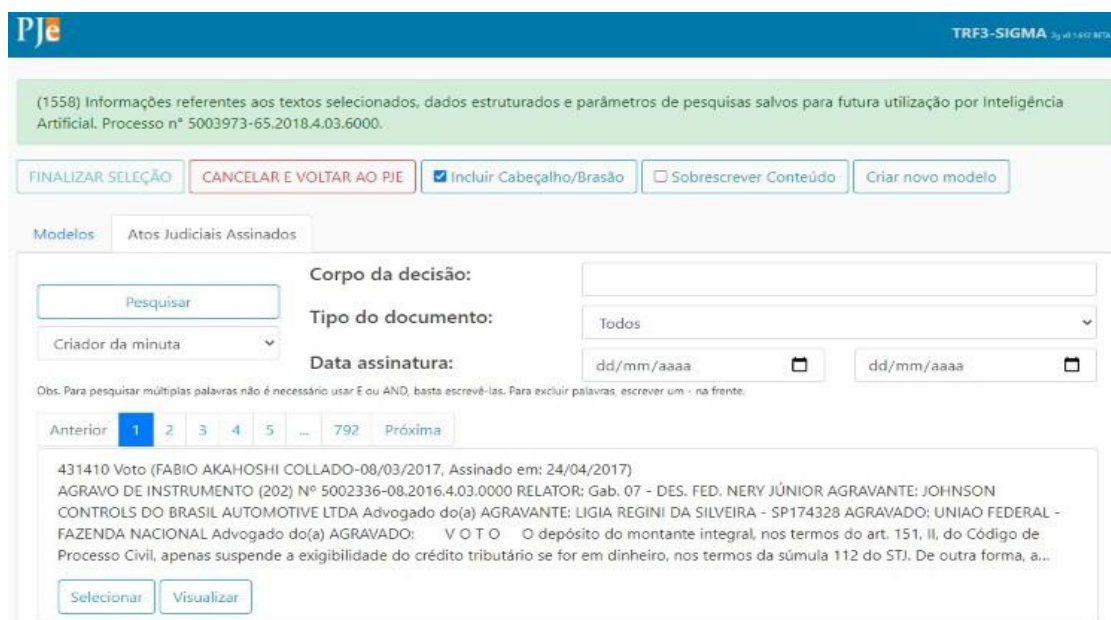 PJe
TRF3-SIGMA
(1558) Informações referentes aos textos selecionados, dados estruturados e parâmetros de pesquisas salvos para futura utilização por Inteligência
Artificial. Processo n° 5003973-65.2018.4.03.6000.
FINALIZAR SELEÇÃO CANCELAR E VOLTAR AO PJE Incluir Cabeçalho/Brasão Sobrescrever Conteúdo Criar novo modelo
Modelos Atos Judiciais Assinados
Corpo da decisão:
Pesquisar
Tipo do documento: Todos
Criador da minuta
Data assinatura: dd/mm/aaaa dd/mm/aaaa
Obs. Para pesquisar múltiplas palavras não é necessário usar E ou AND, basta escrevê-las. Para excluir palavras, escrever um - na frente.
Anterior 1 2 3 4 5 ... 792 Próxima
431410 Voto (FABIO AKAHOSHI COLLADO-08/03/2017, Assinado em: 24/04/2017)
AGRAVO DE INSTRUMENTO (202) Nº 5002336-08.2016.4.03.0000 RELATOR: Gab. 07 - DES. FED. NERY JÚNIOR AGRAVANTE: JOHNSON
CONTROLS DO BRASIL AUTOMOTIVE LTDA Advogado do(a) AGRAVANTE: LIGIA REGINI DA SILVEIRA - SP174328 AGRAVADO: UNIAO FEDERAL -
FAZENDA NACIONAL Advogado do(a) AGRAVADO: V O T O O depósito do montante integral, nos termos do art. 151, II, do Código de
Processo Civil, apenas suspende a exigibilidade do crédito tributário se for em dinheiro, nos termos da súmula 112 do STJ. De outra forma, a...
Selecionar Visualizar